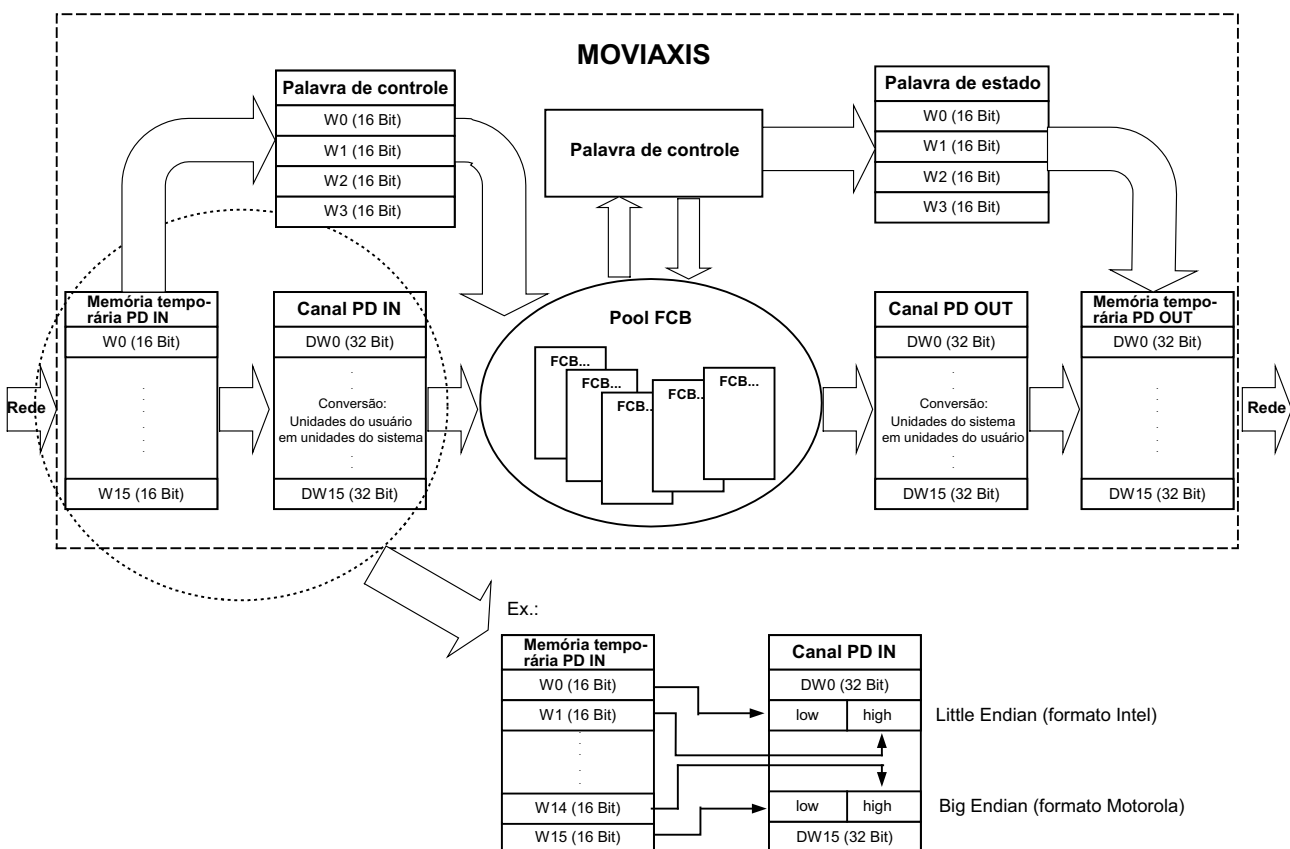 MOVIAXIS
Palavra de controle
W0 (16 Bit)
W1 (16 Bit)
W2 (16 Bit)
W3 (16 Bit)
Palavra de controle
Palavra de estado
W0 (16 Bit)
W1 (16 Bit)
W2 (16 Bit)
W3 (16 Bit)
Rede
Memória tempo-
rária PD IN
W0 (16 Bit)
W15 (16 Bit)
Canal PD IN
DW0 (32 Bit)
Conversão:
Unidades do usuário
em unidades do sistema
DW15 (32 Bit)
Pool FCB
FCB...
FCB...
FCB..
FCB...
FCB...
Canal PD OUT
DW0 (32 Bit)
Conversão:
Unidades do sistema
em unidades do usuário
DW15 (32 Bit)
Memória tempo-
rária PD OUT
DW0 (32 Bit)
DW15 (32 Bit)
Rede
Ex.:
Memória tempo-
rária PD IN
W0 (16 Bit)
W1 (16 Bit)
W14 (16 Bit)
W15 (16 Bit)
Canal PD IN
DW0 (32 Bit)
low high
Little Endian (formato Intel)
low high
Big Endian (formato Motorola)
DW15 (32 Bit)